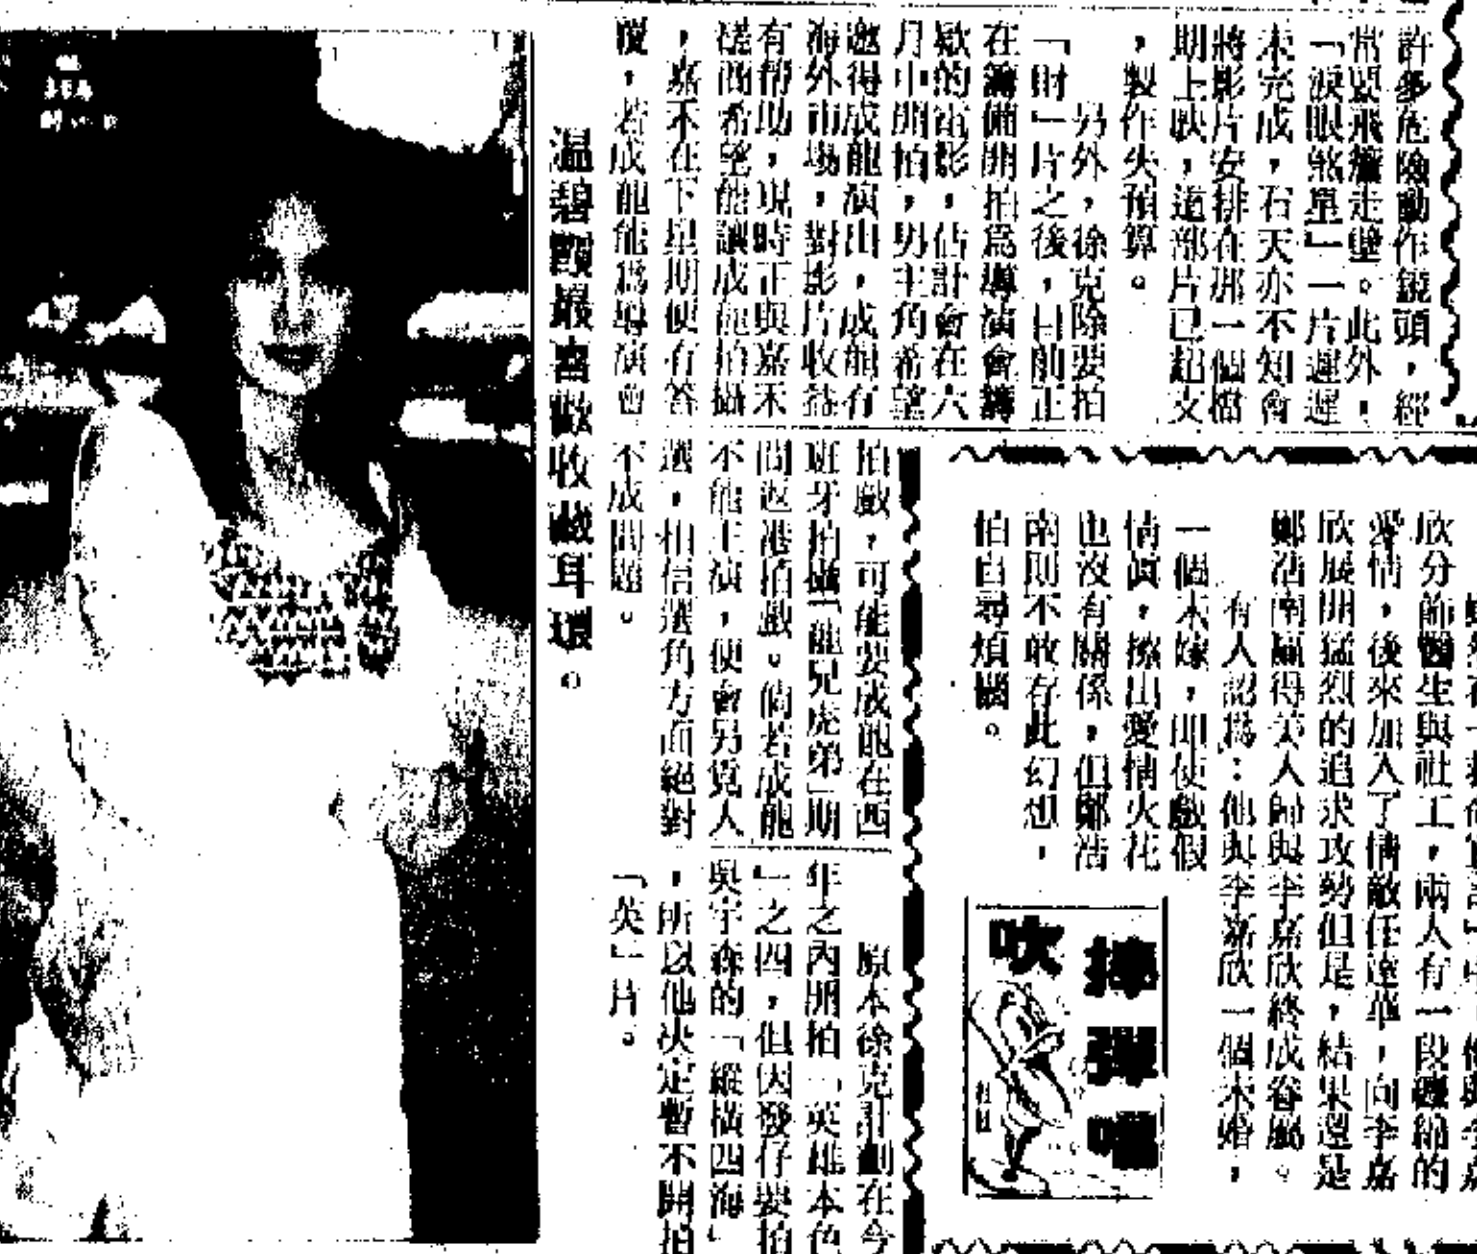 許多危險動作鏡頭，經
常要飛簷走壁。此外，
「淚眼煞星」一片遲遲
未完成，石天亦不知會
將影片安排在那一個檔
期上映，這部片已超支
，製作失預算。
另外，徐克除要拍
「財」片之後，目前正
在籌備開拍爲導演會籌
欵的電影，估計會在六
月中開拍，男主角希望
邀得成龍演出，成龍有
海外市場，對影片收益
有帮助，現時正與嘉禾
磋商希望能讓成龍拍攝
，嘉禾在下星期便有答
覆，若成龍能爲導演會
拍戲，可能要成龍在西
班牙拍攝「龍兄虎弟」期
間返港拍戲。倘若成龍
不能主演，便會另覓人
選，相信選角方面絕對
不成問題。
原本徐克計劃在今
年之內開拍「英雄本色
」之四，但因發仔要拍
與宇森的「縱橫四海」
，所以他决定暫不開拍
「英」片。
温碧霞最喜歡收藏耳環。
欣分飾醫生與社工，兩人有一段纏綿的
愛情，後來加入了情敵任達華，向李嘉
欣展開猛烈的追求攻勢但是，結果還是
鄭浩南贏得美人歸與李嘉欣終成眷屬。
有人認爲：他與李嘉欣一個未婚，
一個未嫁，即使戲假
情眞，擦出愛情火花
也沒有關係，但鄭浩
南則不敢存此幻想，
怕自尋煩惱。
彈
吹
唱